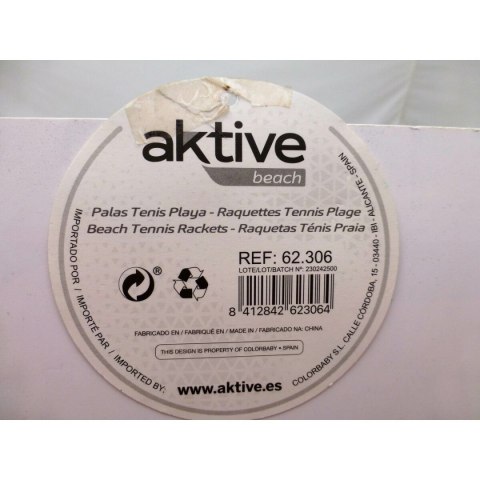 aktive
beach
Palas Tenis Playa - Raquettes Tennis Plage
Beach Tennis Rackets - Raquetas Ténis Praia
REF: 62.306
LOTE/LOT/BATCH Nº: 230242500
8 412842 623064
FABRICADO EN / FABRIQUÉ EN / MADE IN / FABRICADO NA: CHINA
THIS DESIGN IS PROPERTY OF COLORBABY • SPAIN
www.aktive.es
IMPORTADO POR / IMPORTÉ PAR / IMPORTED BY:
COLORBABY S.L. CALLE CÓRDOBA, 15 - 03440 - IBI - ALICANTE - SPAIN